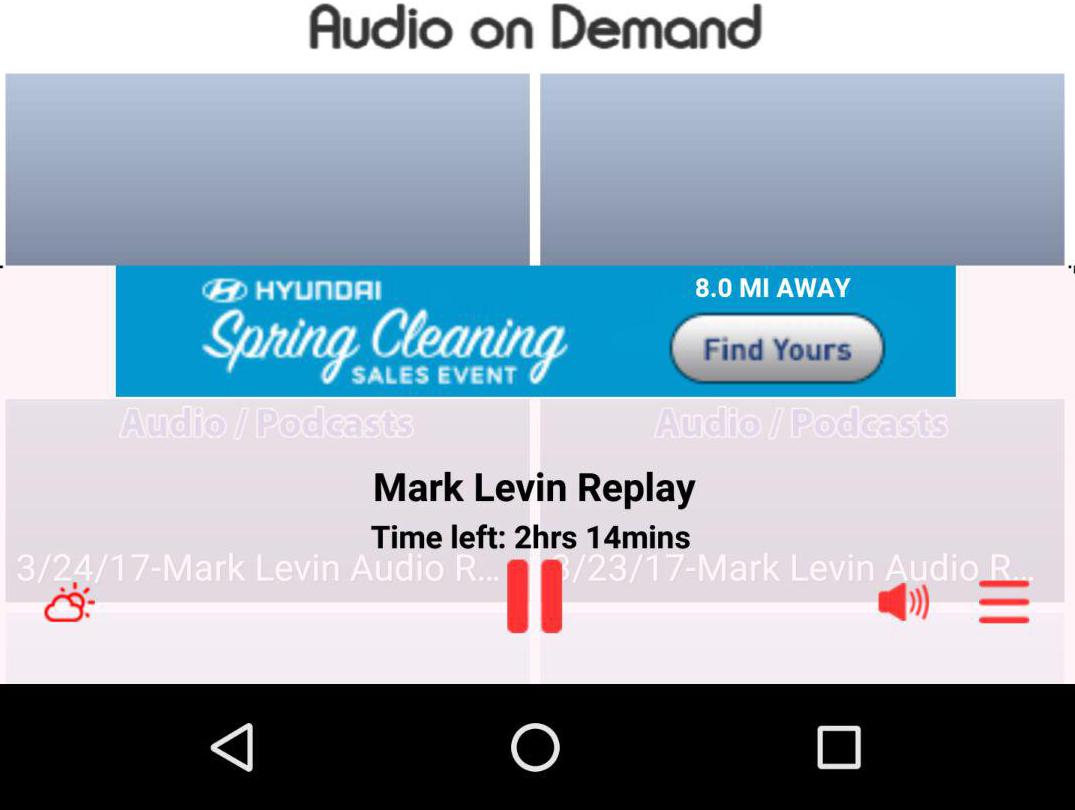 Audio on Demand
HYUNDAI
Spring Cleaning
SALES EVENT
8.0 MI AWAY
Find Yours
Audio / Podcasts
Audio / Podcasts
Mark Levin Replay
Time left: 2hrs 14mins
3/24/17-Mark Levin Audio R...
3/23/17-Mark Levin Audio R...